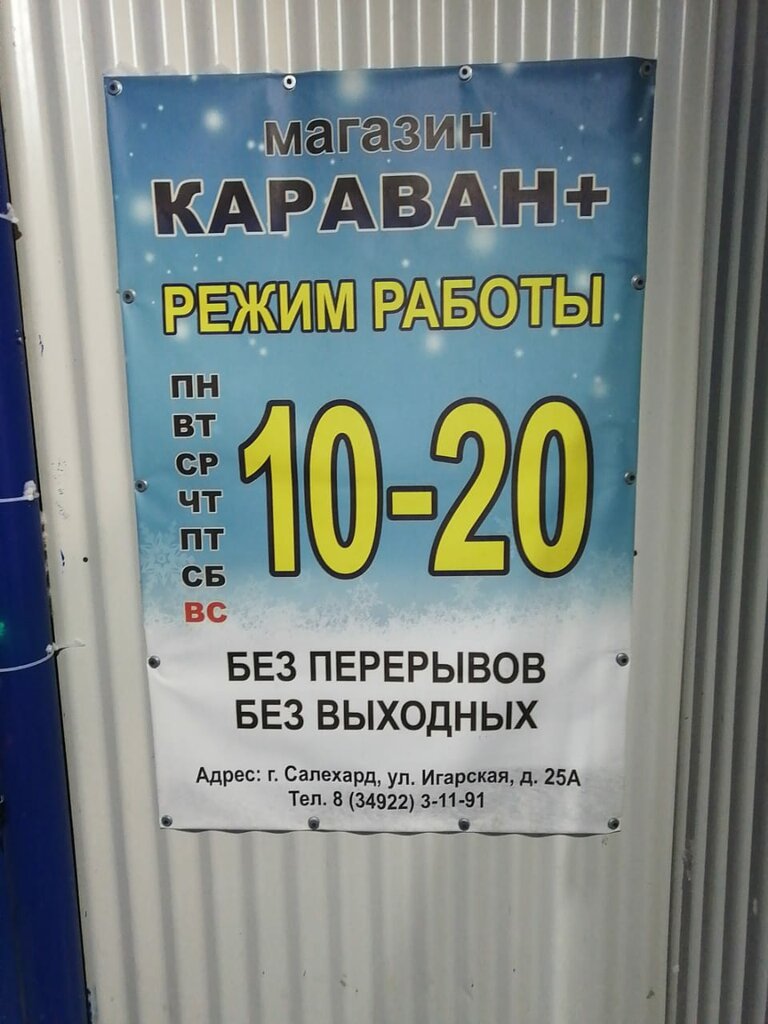 магазин
КАРАВАН+
РЕЖИМ РАБОТЫ
ПН
ВТ
СР
ЧТ
ПТ
СБ
ВС
10-20
БЕЗ ПЕРЕРЫВОВ
БЕЗ ВЫХОДНЫХ
Адрес: г. Салехард, ул. Игарская, д. 25А
Тел. 8 (34922) 3-11-91